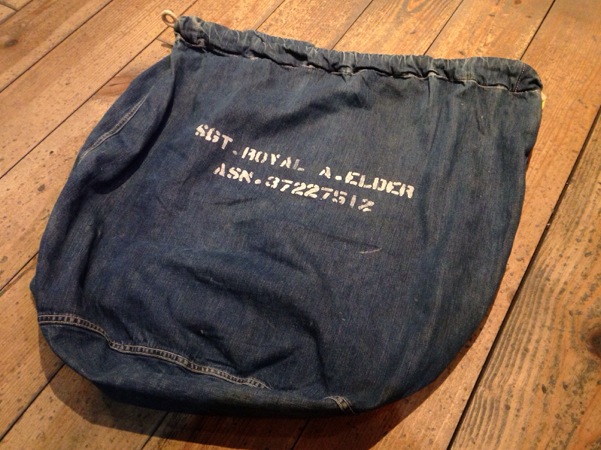 SGT. ROYAL A. ELDER
ASN. 37227512